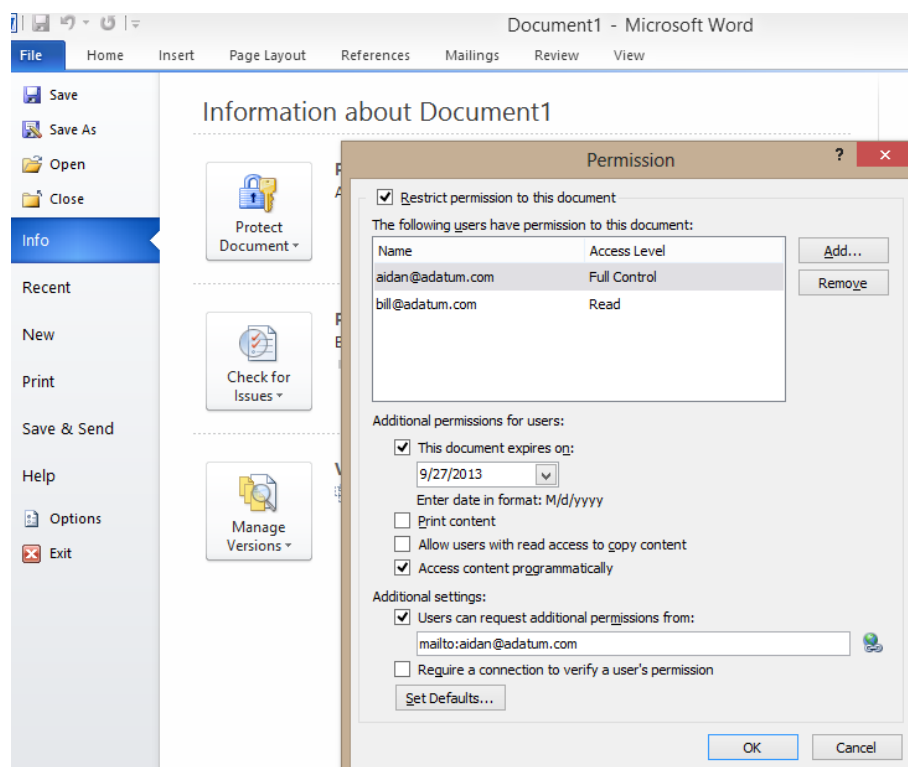 Document1 - Microsoft Word
File Home Insert Page Layout References Mailings Review View
Save
Save As
Open
Close
Info
Recent
New
Print
Save & Send
Help
Options
Exit
Information about Document1
Protect
Document
Check for
Issues
Manage
Versions
Permission ?
Restrict permission to this document
The following users have permission to this document:
Name Access Level
aidan@adatum.com Full Control
bill@adatum.com Read
Add...
Remove
Additional permissions for users:
This document expires on:
9/27/2013
Enter date in format: M/d/yyyy
Print content
Allow users with read access to copy content
Access content programmatically
Additional settings:
Users can request additional permissions from:
mailto:aidan@adatum.com
Require a connection to verify a user's permission
Set Defaults...
OK Cancel